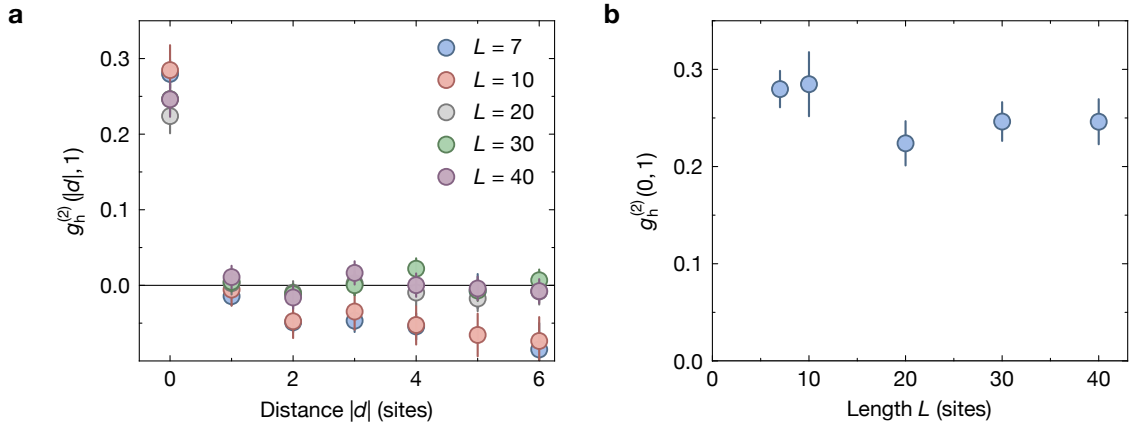 a
g_h^(2)(|d|, 1)
0.3
0.2
0.1
0.0
L = 7
L = 10
L = 20
L = 30
L = 40
0 2 4 6
Distance |d| (sites)
b
g_h^(2)(0, 1)
0.3
0.2
0.1
0.0
0 10 20 30 40
Length L (sites)